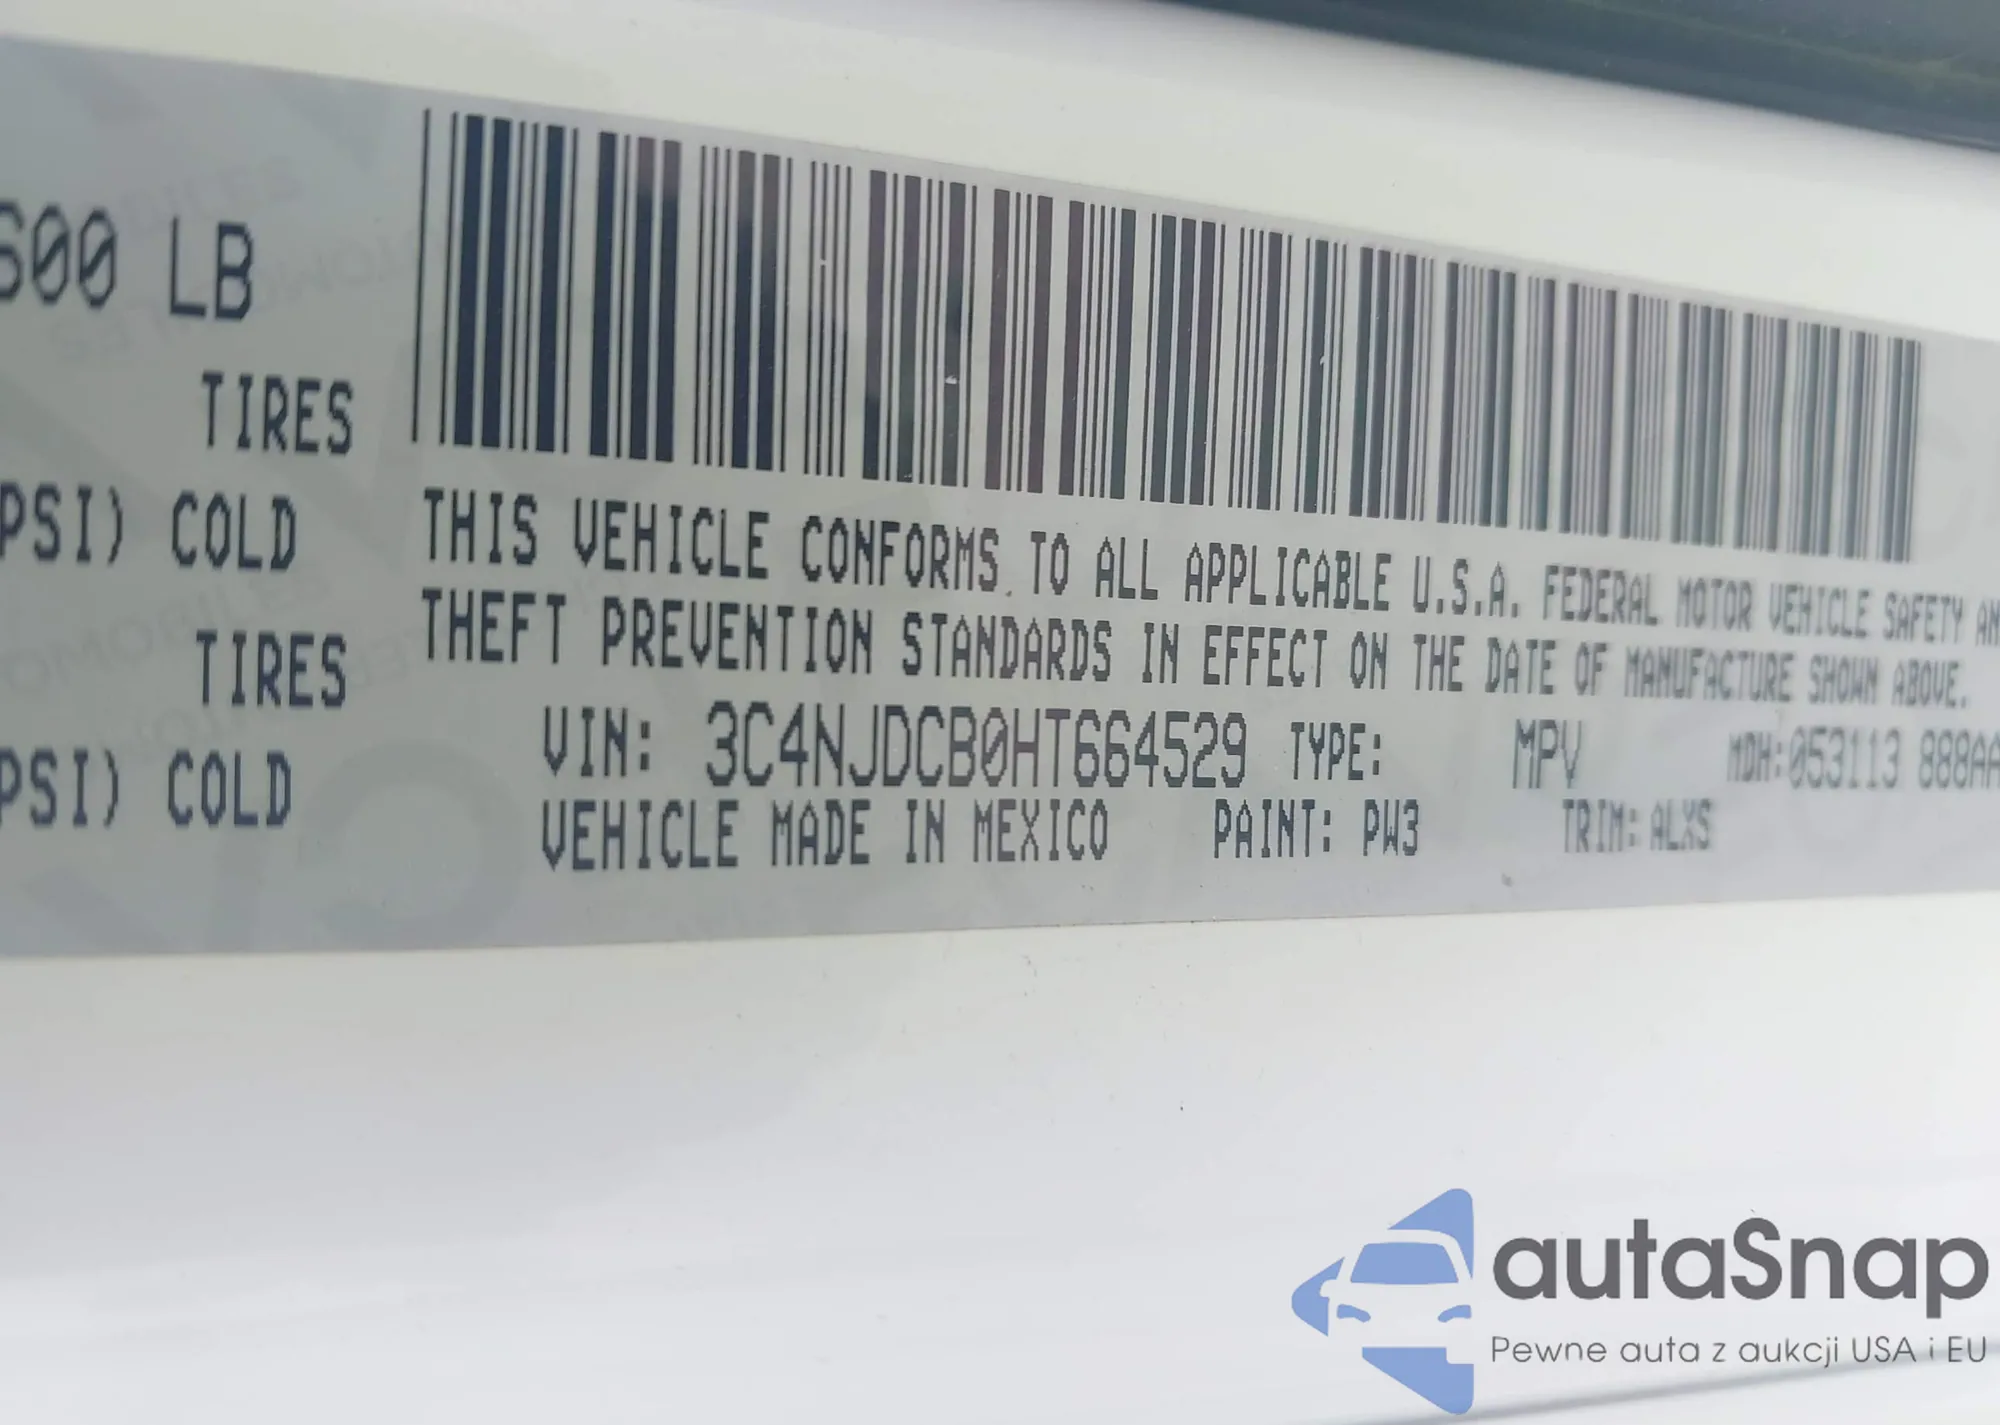 600 LB
TIRES
PSI) COLD
TIRES
PSI) COLD
THIS VEHICLE CONFORMS TO ALL APPLICABLE U.S.A. FEDERAL MOTOR VEHICLE SAFETY AN
THEFT PREVENTION STANDARDS IN EFFECT ON THE DATE OF MANUFACTURE SHOWN ABOVE.
VIN: 3C4NJDCB0HT664529 TYPE: MPV MDH:053113 888AA
VEHICLE MADE IN MEXICO PAINT: PW3 TRIM: ALXS
autaSnap
Pewne auta z aukcji USA i EU